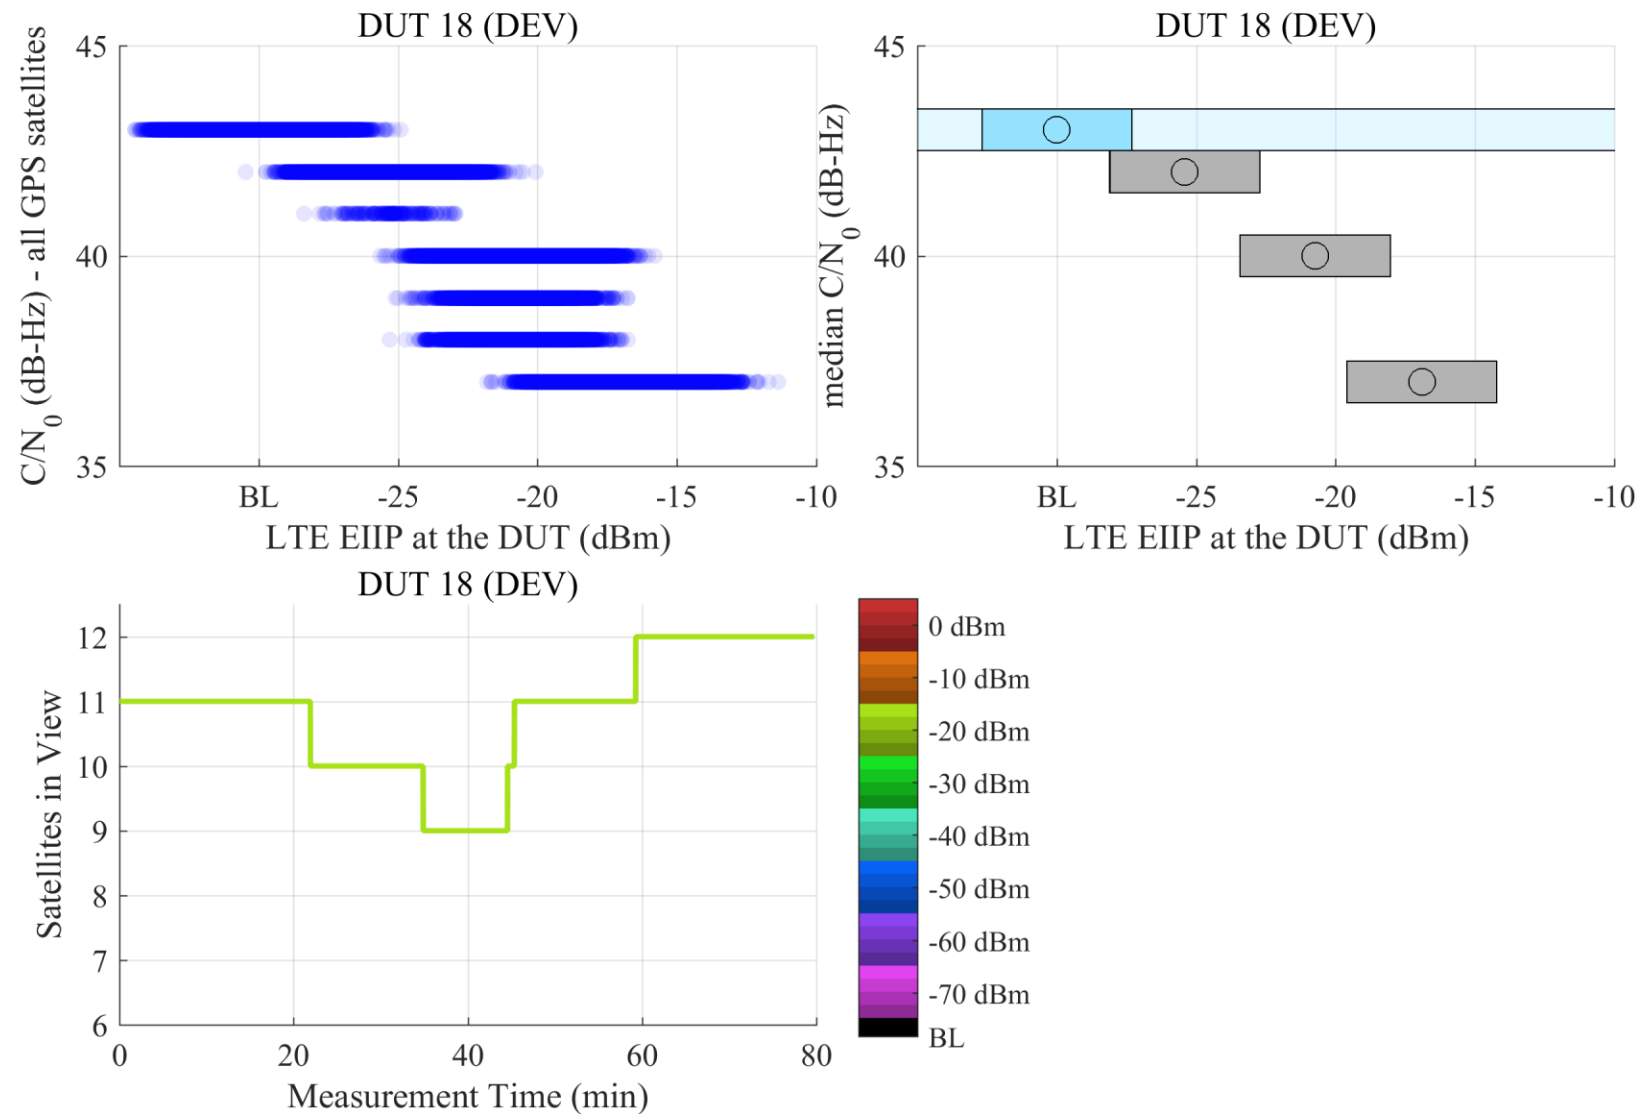 DUT 18 (DEV)
C/N0 (dB-Hz) - all GPS satellites
45
40
35
BL -25 -20 -15 -10
LTE EIIP at the DUT (dBm)
DUT 18 (DEV)
median C/N0 (dB-Hz)
45
40
35
BL -25 -20 -15 -10
LTE EIIP at the DUT (dBm)
DUT 18 (DEV)
Satellites in View
12
11
10
9
8
7
6
0 20 40 60 80
Measurement Time (min)
0 dBm
-10 dBm
-20 dBm
-30 dBm
-40 dBm
-50 dBm
-60 dBm
-70 dBm
BL